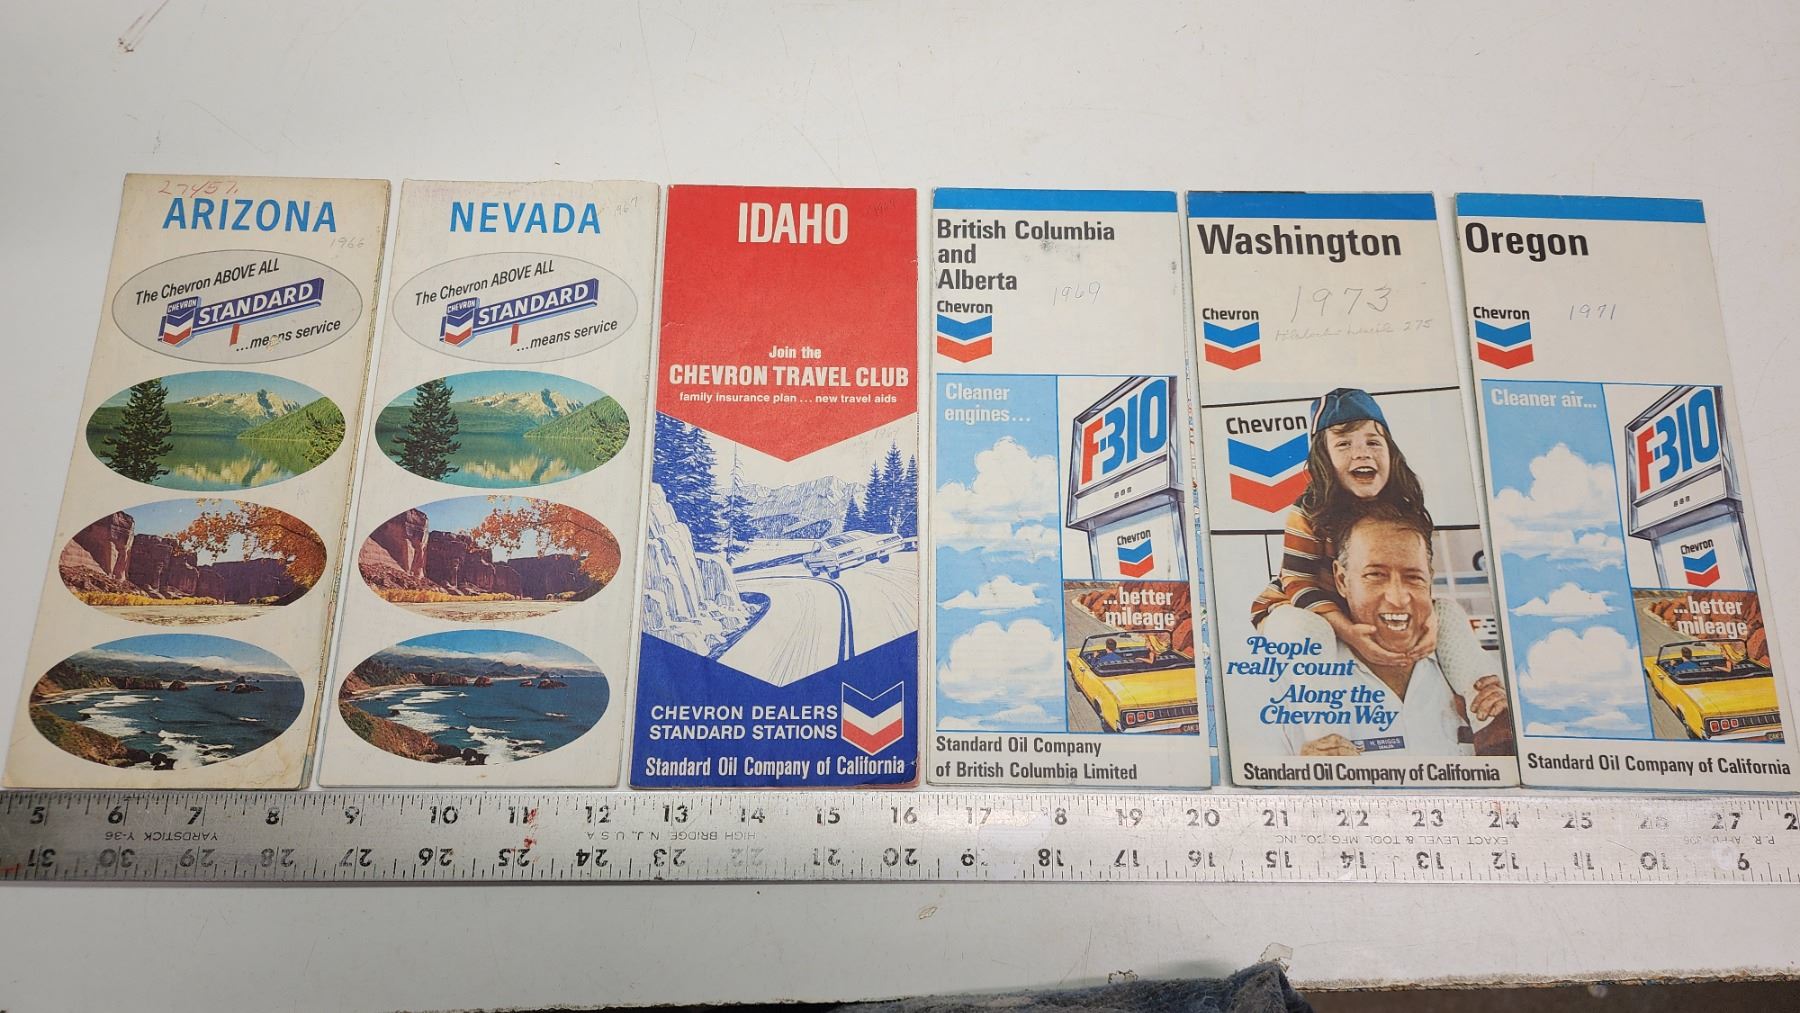 27457.
ARIZONA
1966
The Chevron ABOVE ALL
CHEVRON
STANDARD
...means service
NEVADA
1967
The Chevron ABOVE ALL
CHEVRON
STANDARD
...means service
IDAHO
Join the
CHEVRON TRAVEL CLUB
family insurance plan... new travel aids
CHEVRON DEALERS
STANDARD STATIONS
Standard Oil Company of California
British Columbia
and
Alberta
1969
Chevron
Cleaner
engines...
F-310
Chevron
...better
mileage
Standard Oil Company
of British Columbia Limited
Washington
1973
275
Chevron
Chevron
People
really count
Along the
Chevron Way
H. BRIGGS
DEALER
Standard Oil Company of California
Oregon
1971
Chevron
Cleaner air...
F-310
Chevron
...better
mileage
Standard Oil Company of California
5 6 7 8 9 10 11 12 13 14 15 16 17 18 19 20 21 22 23 24 25 26 27 2
YARDSTICK Y-36
HIGH BRIDGE, N.J. U S A
EXACT LEVEL & TOOL MFG. CO. INC.
31 30 29 28 27 26 25 24 23 22 21 20 19 18 17 16 15 14 13 12 11 10 9